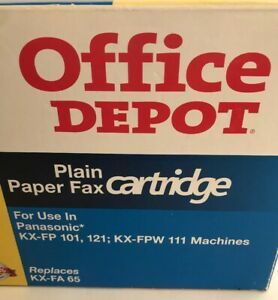 Office
DEPOT®
Plain
Paper Fax cartridge
For Use In
Panasonic*
KX-FP 101, 121; KX-FPW 111 Machines
Replaces
KX-FA 65